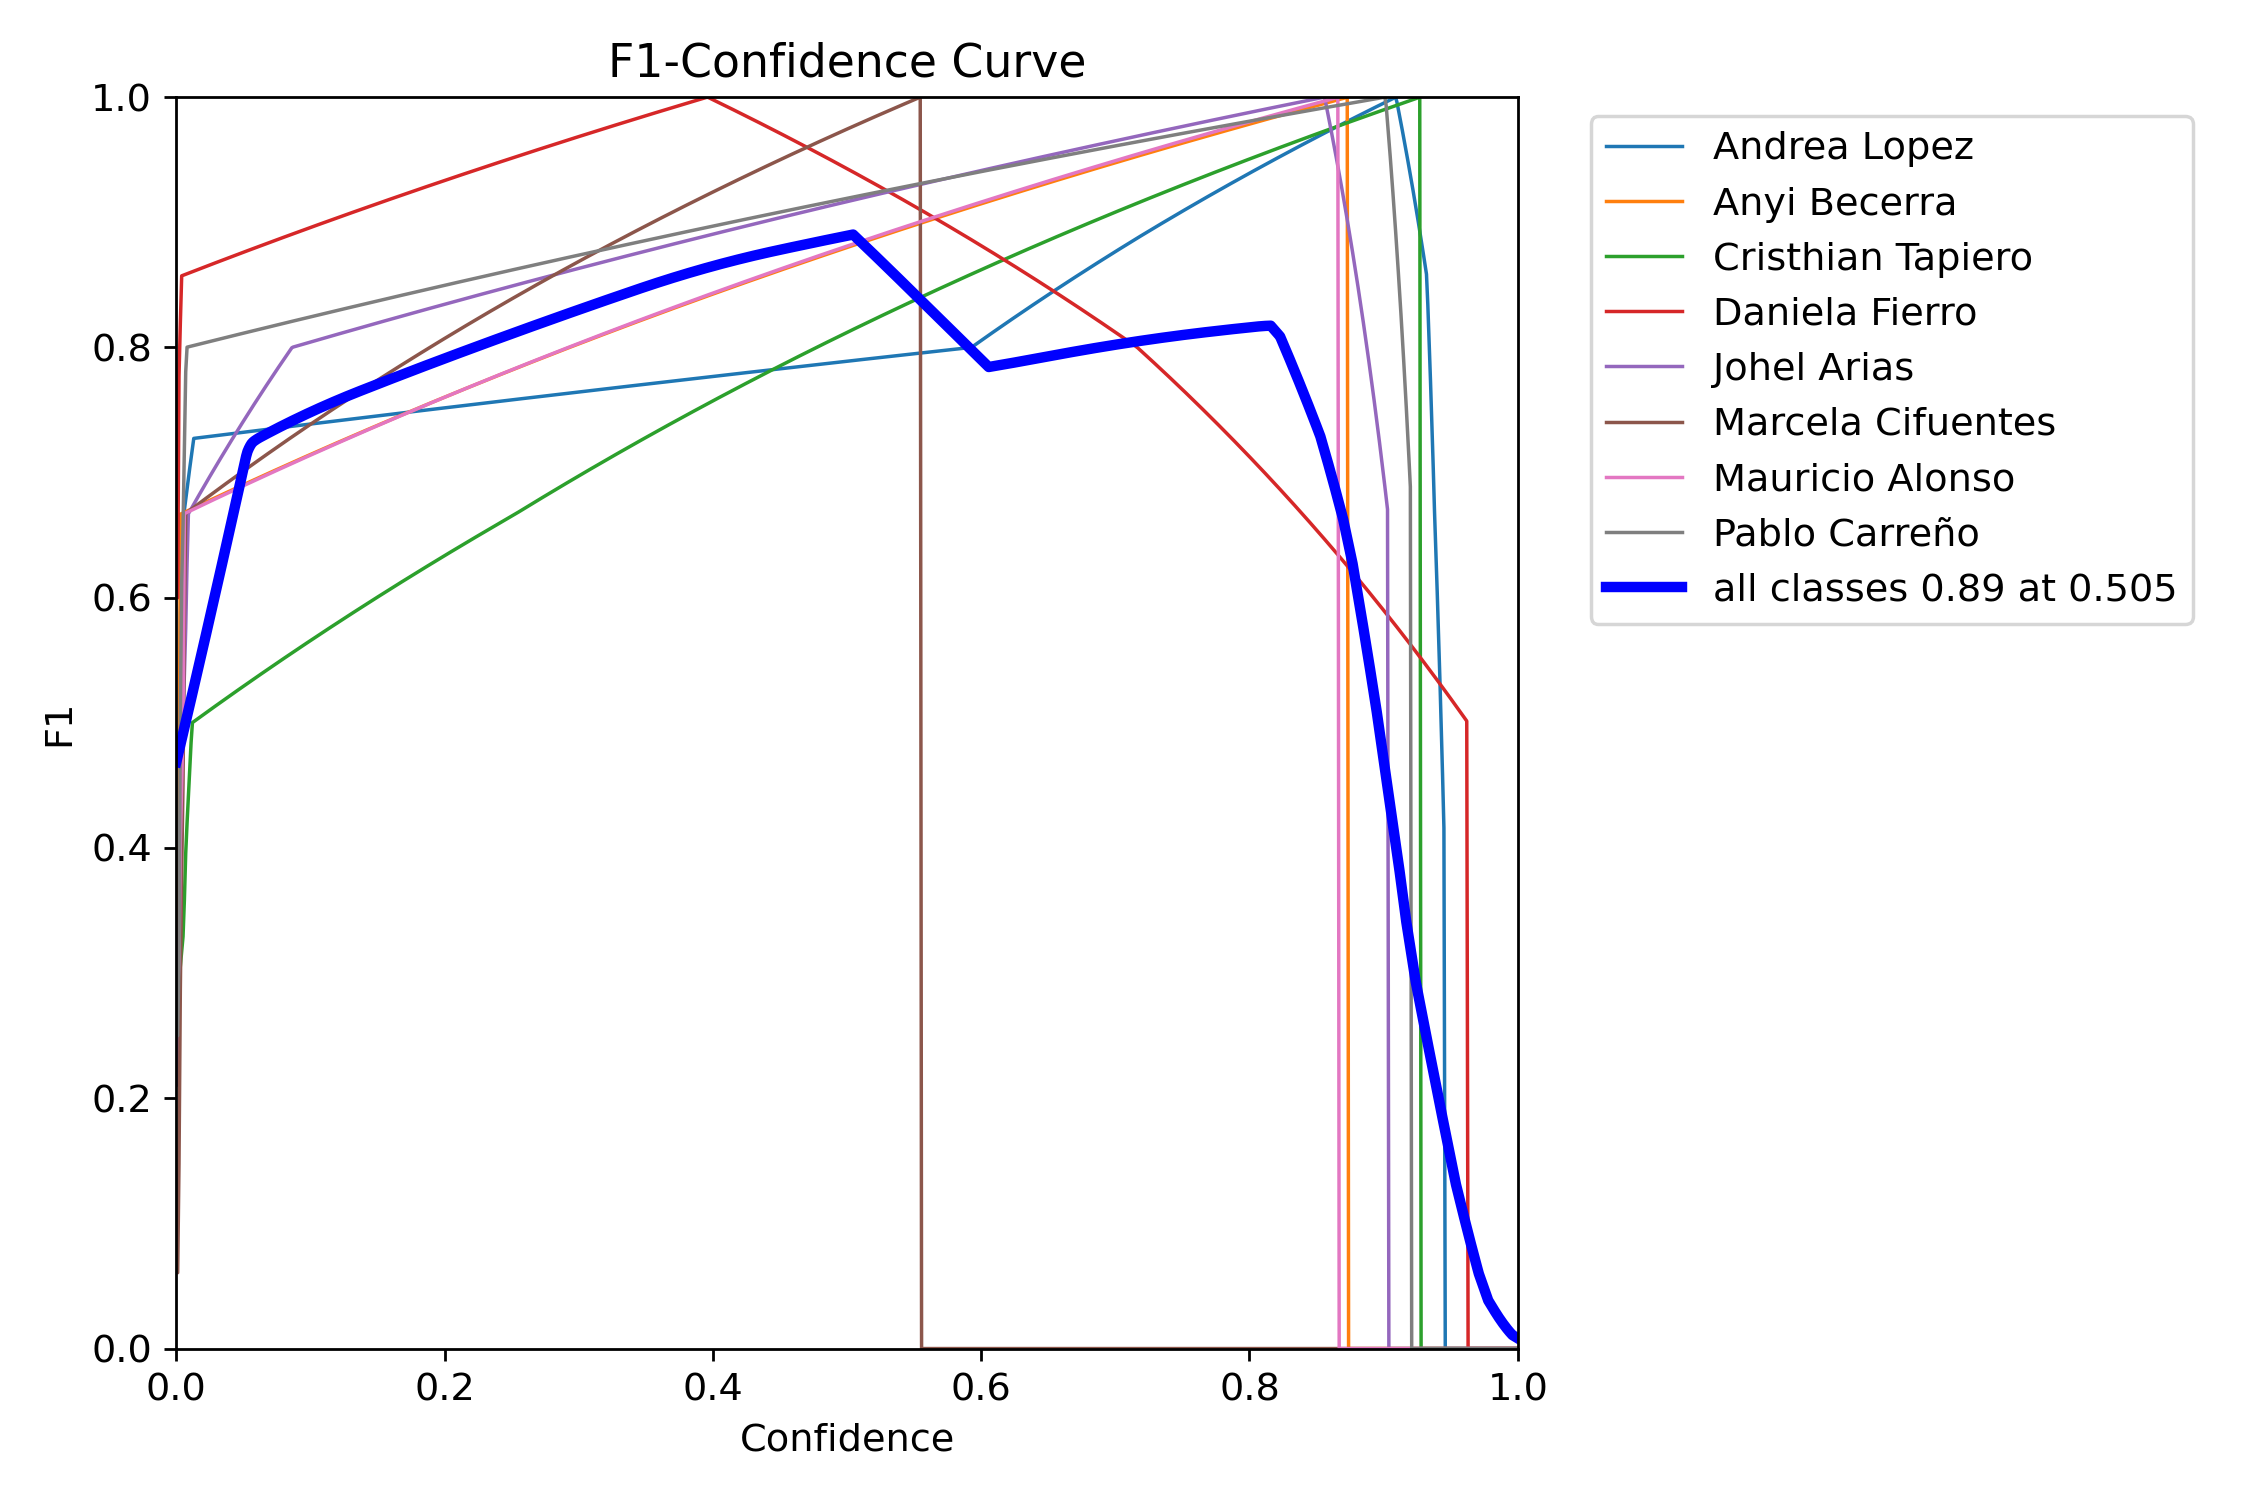 F1-Confidence Curve
1.0
0.8
0.6
0.4
0.2
0.0
F1
0.0 0.2 0.4 0.6 0.8 1.0
Confidence
Andrea Lopez
Anyi Becerra
Cristhian Tapiero
Daniela Fierro
Johel Arias
Marcela Cifuentes
Mauricio Alonso
Pablo Carreño
all classes 0.89 at 0.505